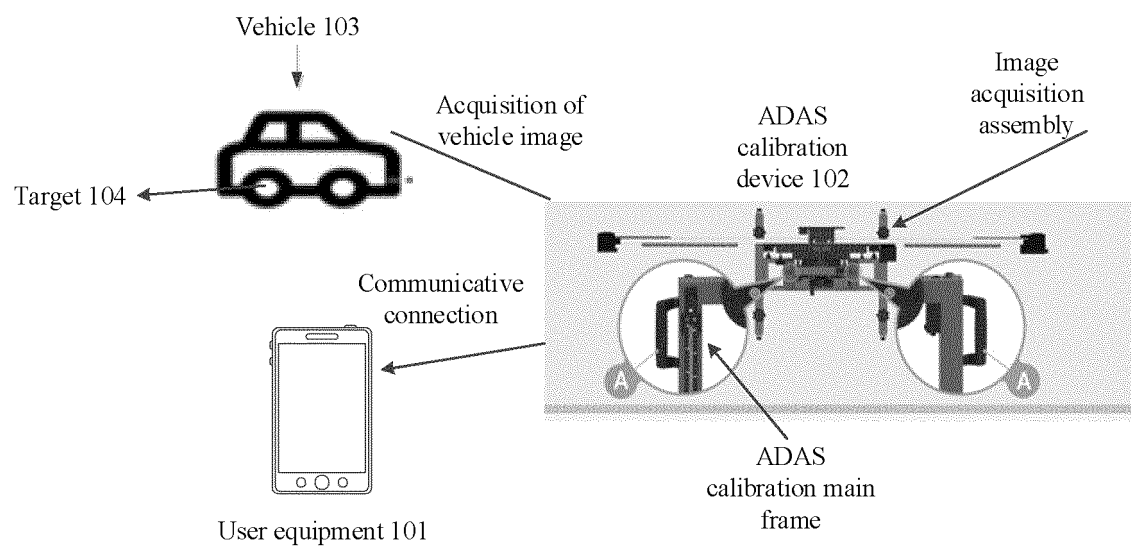 Vehicle 103
Acquisition of
vehicle image
ADAS
calibration
device 102
Image
acquisition
assembly
Target 104
Communicative
connection
A
A
ADAS
calibration main
frame
User equipment 101